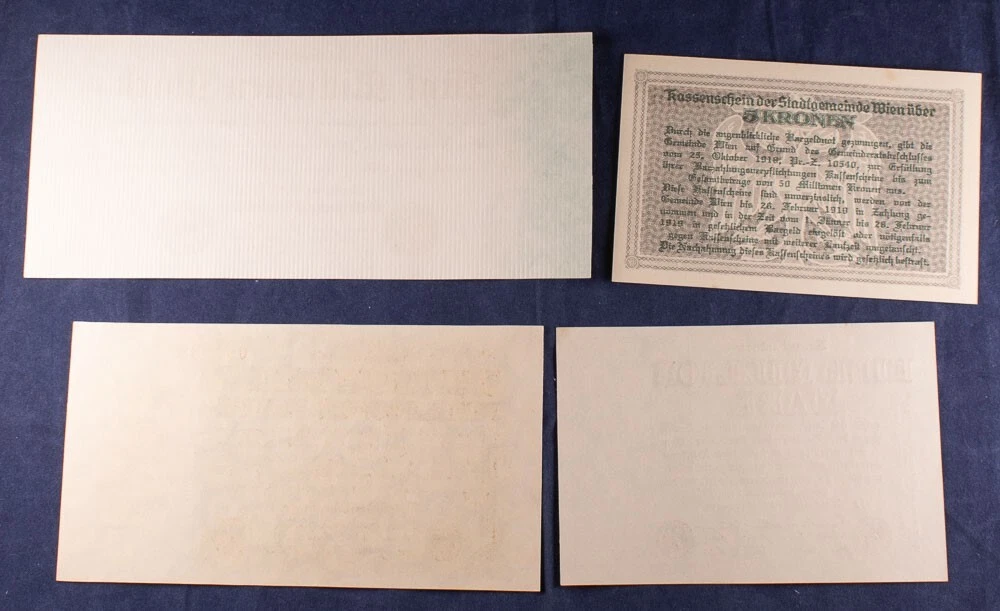 Kassenschein der Stadtgemeinde Wien über
5 KRONEN
Durch die augenblickliche Bargeldnot gezwungen, gibt die
Gemeinde Wien auf Grund des Gemeinderatsbeschlusses
vom 25. Oktober 1918, Pr.-Z. 10540, zur Erfüllung
ihrer Barzahlungsverpflichtungen Kassenscheine bis zum
Gesamtbetrage von 50 Millionen Kronen aus.
Diese Kassenscheine sind unverzinslich, werden von der
Gemeinde Wien bis 26. Februar 1919 in Zahlung ge-
nommen und in der Zeit vom 1. Jänner bis 28. Februar
1919 in gesetzlichem Bargeld eingelöst oder nötigenfalls
gegen Kassenscheine mit weiterer Laufzeit umgetauscht.
Die Nachahmung dieses Kassenscheines wird gesetzlich bestraft.